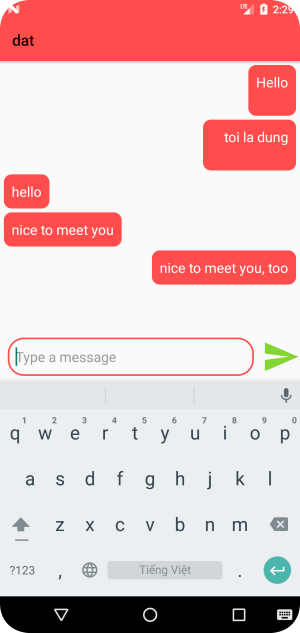 LTE 2:29
dat
Hello
toi la dung
hello
nice to meet you
nice to meet you, too
Type a message
1 2 3 4 5 6 7 8 9 0
q w e r t y u i o p
a s d f g h j k l
z x c v b n m
?123 , Tiếng Việt .